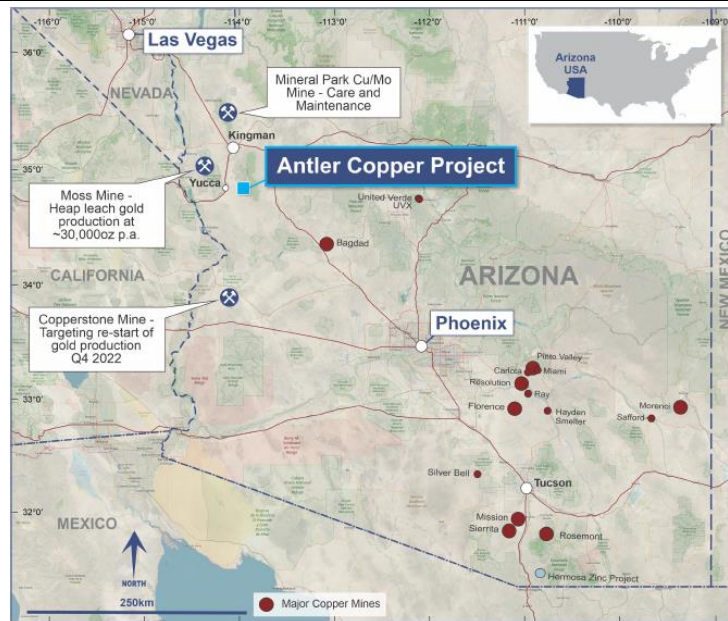 -116°0'
-115°0'
-114°0'
-113°0'
-112°0'
-111°0'
-110°0'
-109°0'
36°0'
35°0'
34°0'
33°0'
32°0'
Las Vegas
NEVADA
Mineral Park Cu/Mo
Mine - Care and
Maintenance
Arizona
USA
Kingman
Antler Copper Project
Yucca
Moss Mine -
Heap leach gold
production at
~30,000oz p.a.
United Verde
UVX
Bagdad
CALIFORNIA
ARIZONA
NEW MEXICO
Copperstone Mine -
Targeting re-start of
gold production
Q4 2022
Phoenix
Pinto Valley
Carlota
Miami
Resolution
Ray
Florence
Hayden
Smelter
Morenci
Safford
Silver Bell
Tucson
Mission
Sierrita
Rosemont
MEXICO
Hermosa Zinc Project
NORTH
250km
Major Copper Mines